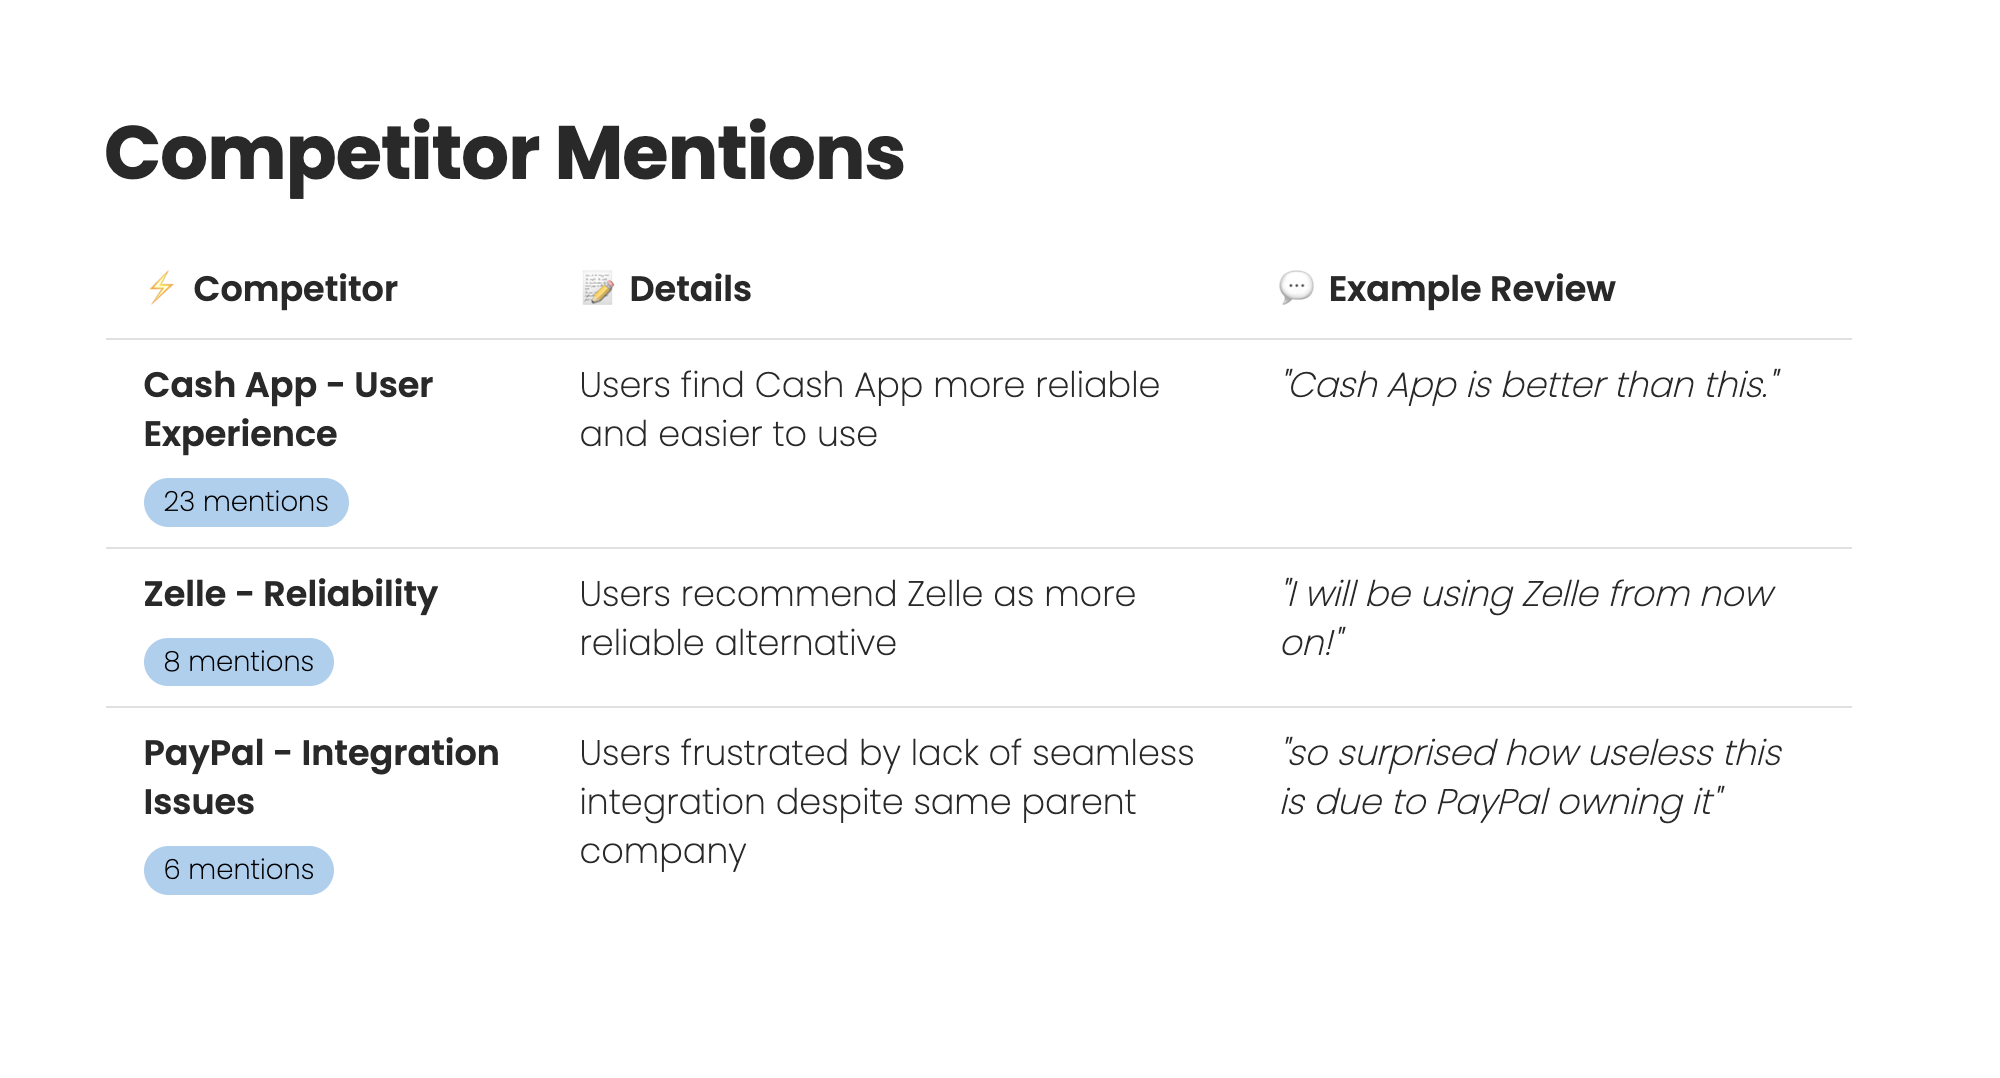 Competitor Mentions
⚡ Competitor
📝 Details
💬 Example Review
Cash App - User
Experience
23 mentions
Users find Cash App more reliable
and easier to use
"Cash App is better than this."
Zelle - Reliability
8 mentions
Users recommend Zelle as more
reliable alternative
"I will be using Zelle from now
on!"
PayPal - Integration
Issues
6 mentions
Users frustrated by lack of seamless
integration despite same parent
company
"so surprised how useless this
is due to PayPal owning it"